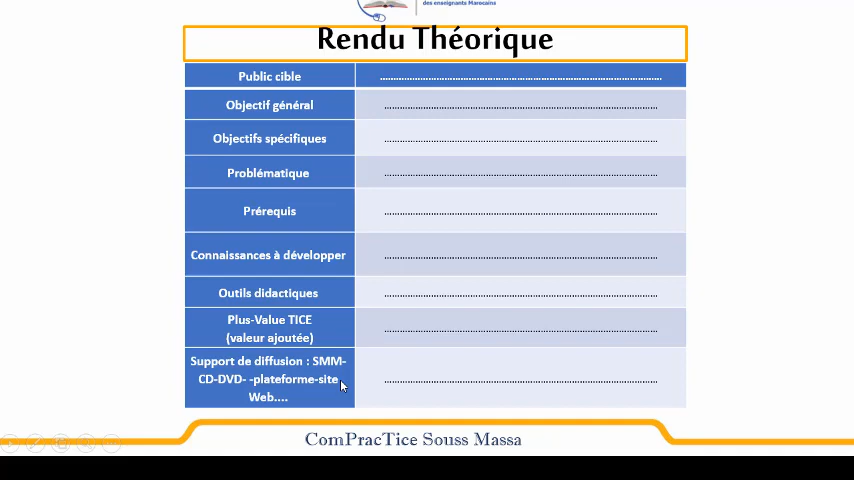 des enseignants Marocains
Rendu Théorique
Public cible
Objectif général
Objectifs spécifiques
Problématique
Prérequis
Connaissances à développer
Outils didactiques
Plus-Value TICE
(valeur ajoutée)
Support de diffusion : SMM-
CD-DVD- -plateforme-site
Web....
ComPracTice Souss Massa